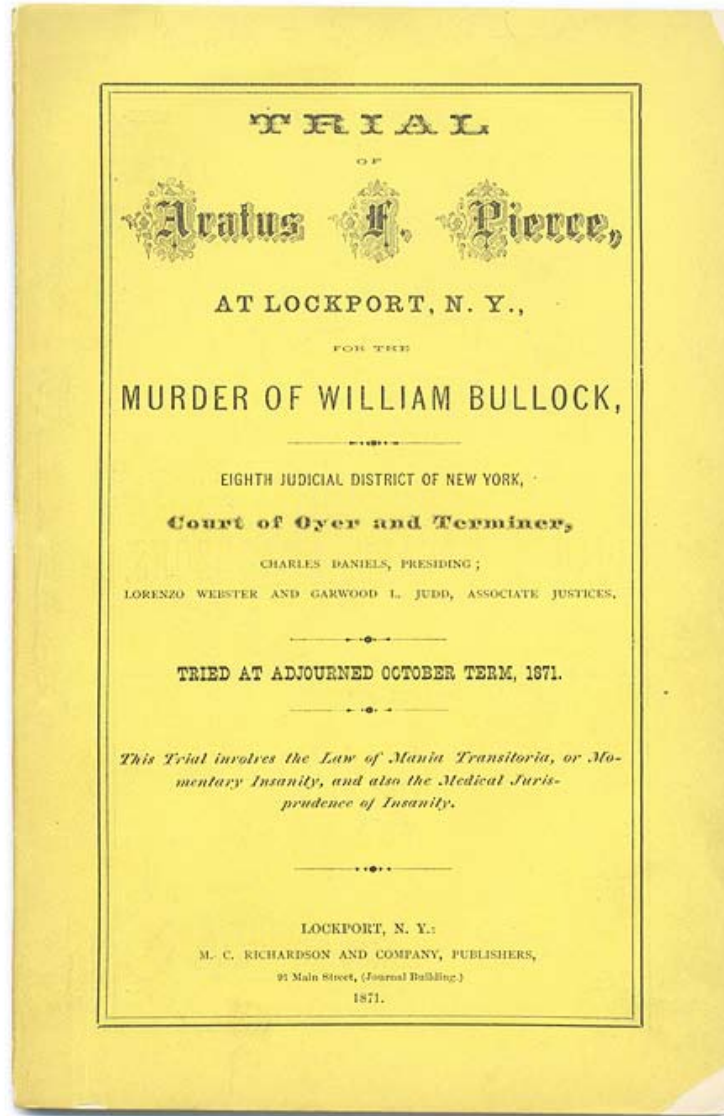 TRIAL
OF
Aratus F. Pierce,
AT LOCKPORT, N. Y.,
FOR THE
MURDER OF WILLIAM BULLOCK,
EIGHTH JUDICIAL DISTRICT OF NEW YORK,
Court of Oyer and Terminer,
CHARLES DANIELS, PRESIDING;
LORENZO WEBSTER AND GARWOOD L. JUDD, ASSOCIATE JUSTICES.
TRIED AT ADJOURNED OCTOBER TERM, 1871.
This Trial involves the Law of Mania Transitoria, or Mo-
mentary Insanity, and also the Medical Juris-
prudence of Insanity.
LOCKPORT, N. Y.:
M. C. RICHARDSON AND COMPANY, PUBLISHERS,
Main Street, (Journal Building.)
1871.